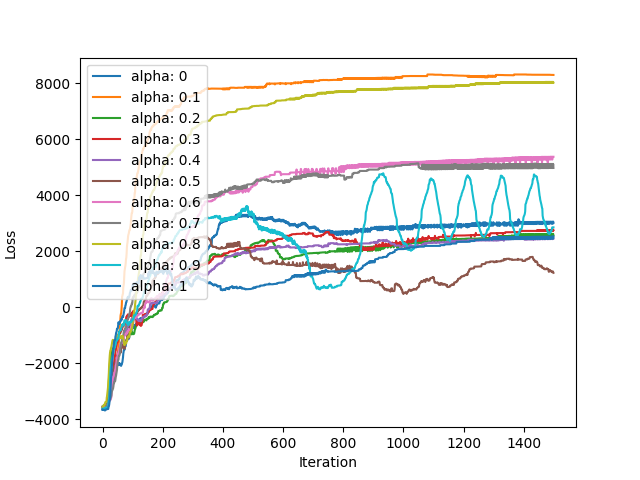 alpha: 0
alpha: 0.1
alpha: 0.2
alpha: 0.3
alpha: 0.4
alpha: 0.5
alpha: 0.6
alpha: 0.7
alpha: 0.8
alpha: 0.9
alpha: 1
8000
6000
4000
2000
0
−2000
−4000
Loss
0 200 400 600 800 1000 1200 1400
Iteration